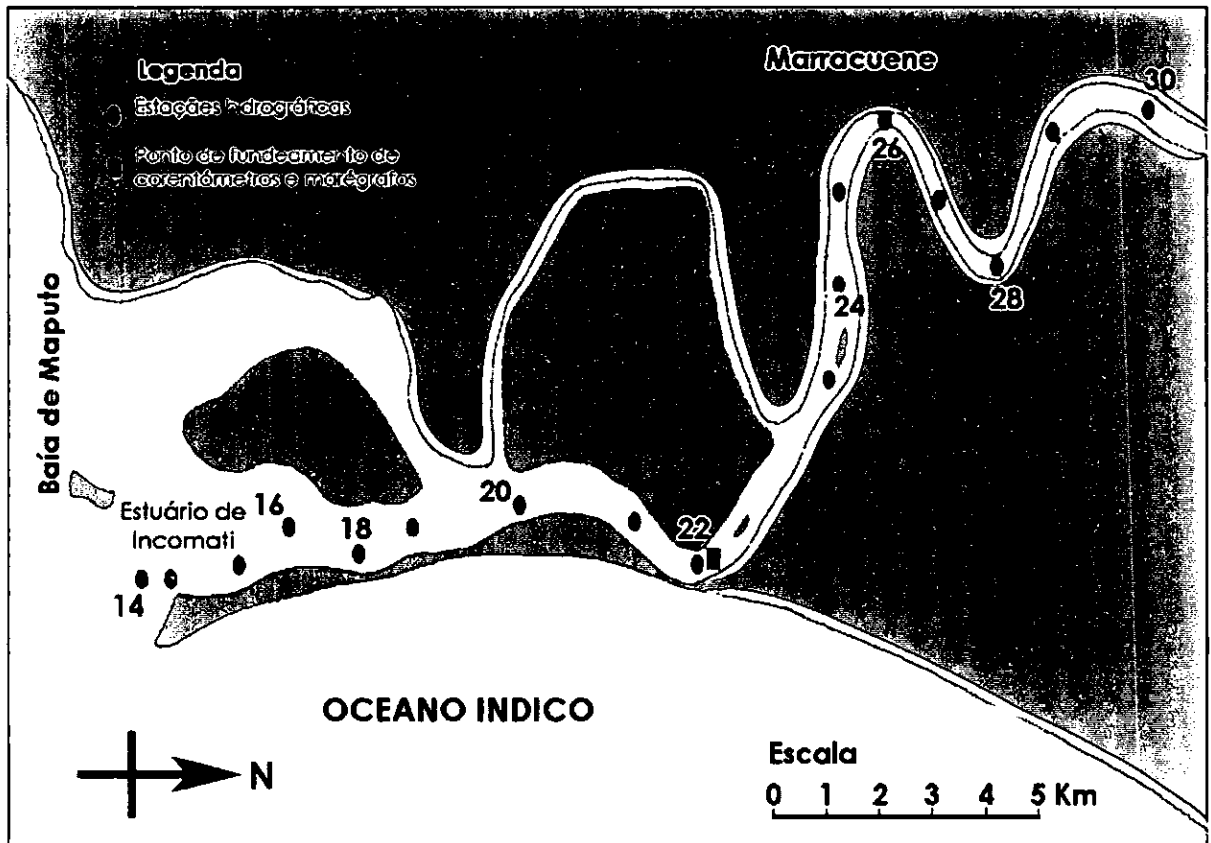 Legenda
Estações hidrográficas
Ponto de fundeamento de
corentómetros e marégrafos
Marracuene
30
26
28
24
Baía de Maputo
Estuário de
Incomati
16
18
20
22
14
OCEANO INDICO
N
Escala
0 1 2 3 4 5 Km